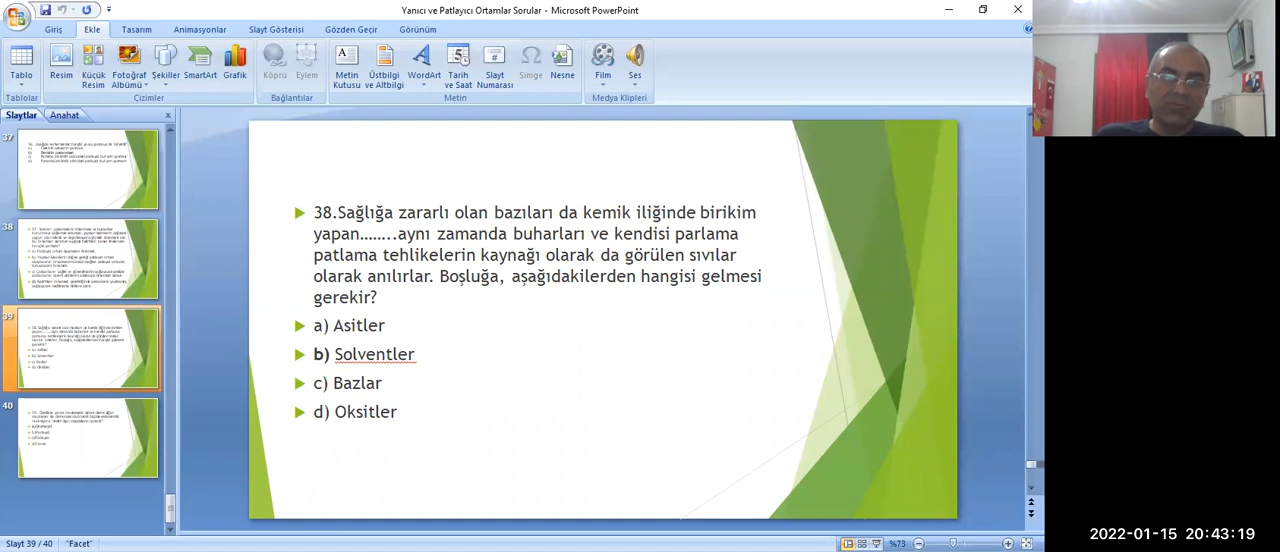 Yanıcı ve Patlayıcı Ortamlar Sorular - Microsoft PowerPoint
Giriş Ekle Tasarım Animasyonlar Slayt Gösterisi Gözden Geçir Görünüm
Tablo Resim Küçük Resim Fotoğraf Albümü Şekiller SmartArt Grafik Köprü Eylem Metin Kutusu Üstbilgi ve Altbilgi WordArt Tarih ve Saat Slayt Numarası Simge Nesne Film Ses
Tablolar Çizimler Bağlantılar Metin Medya Klipleri
Slaytlar Anahat
37
38
39
40
38.Sağlığa zararlı olan bazıları da kemik iliğinde birikim
yapan……..aynı zamanda buharları ve kendisi parlama
patlama tehlikelerin kaynağı olarak da görülen sıvılar
olarak anılırlar. Boşluğa, aşağıdakilerden hangisi gelmesi
gerekir?
a) Asitler
b) Solventler
c) Bazlar
d) Oksitler
2022-01-15 20:43:19
Slayt 39 / 40 "Facet" %73